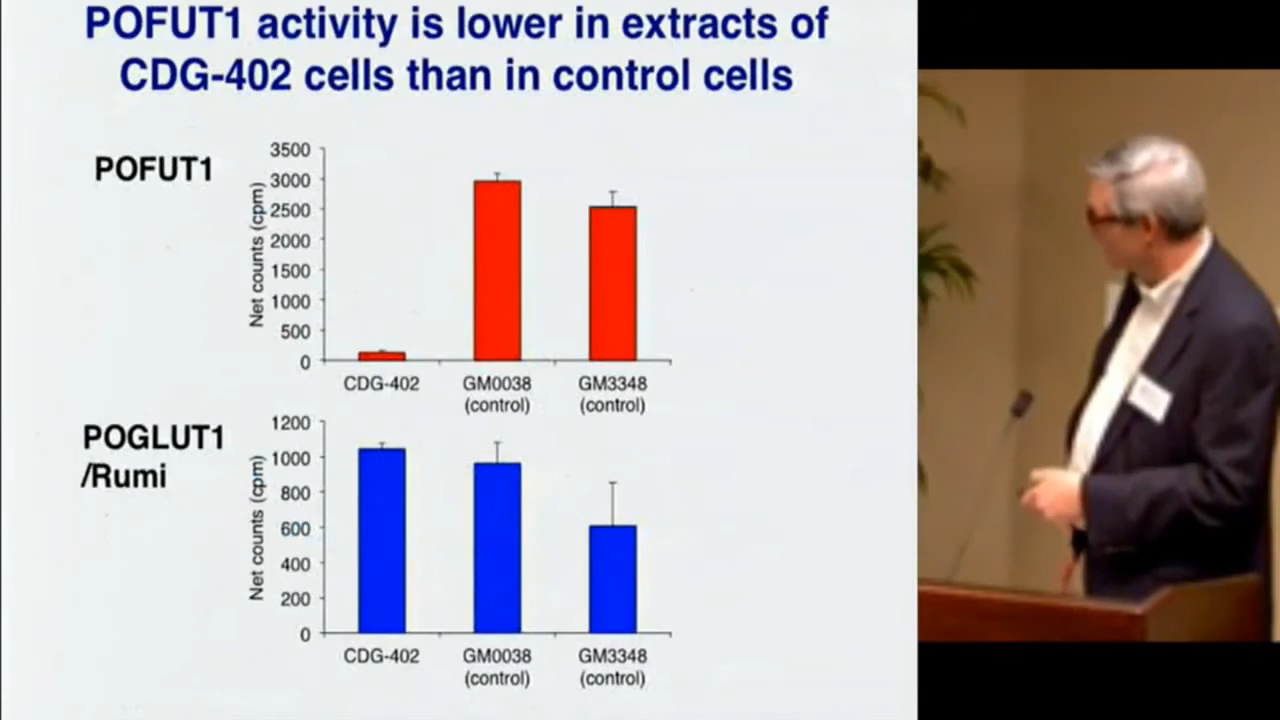 POFUT1 activity is lower in extracts of
CDG-402 cells than in control cells
POFUT1
Net counts (cpm)
3500
3000
2500
2000
1500
1000
500
0
CDG-402
GM0038
(control)
GM3348
(control)
POGLUT1
/Rumi
Net counts (cpm)
1200
1000
800
600
400
200
0
CDG-402
GM0038
(control)
GM3348
(control)